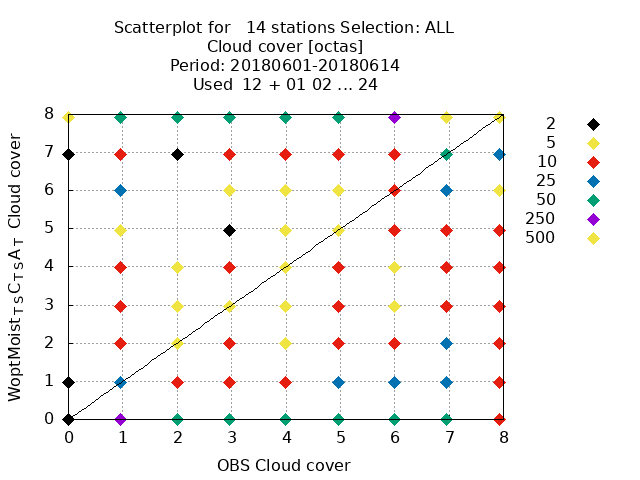 Scatterplot for   14 stations Selection: ALL
Cloud cover [octas]
Period: 20180601-20180614
Used  12 + 01 02 ... 24
WoptMoistTSCTSAT  Cloud cover
8
7
6
5
4
3
2
1
0
0 1 2 3 4 5 6 7 8
OBS Cloud cover
2
5
10
25
50
250
500